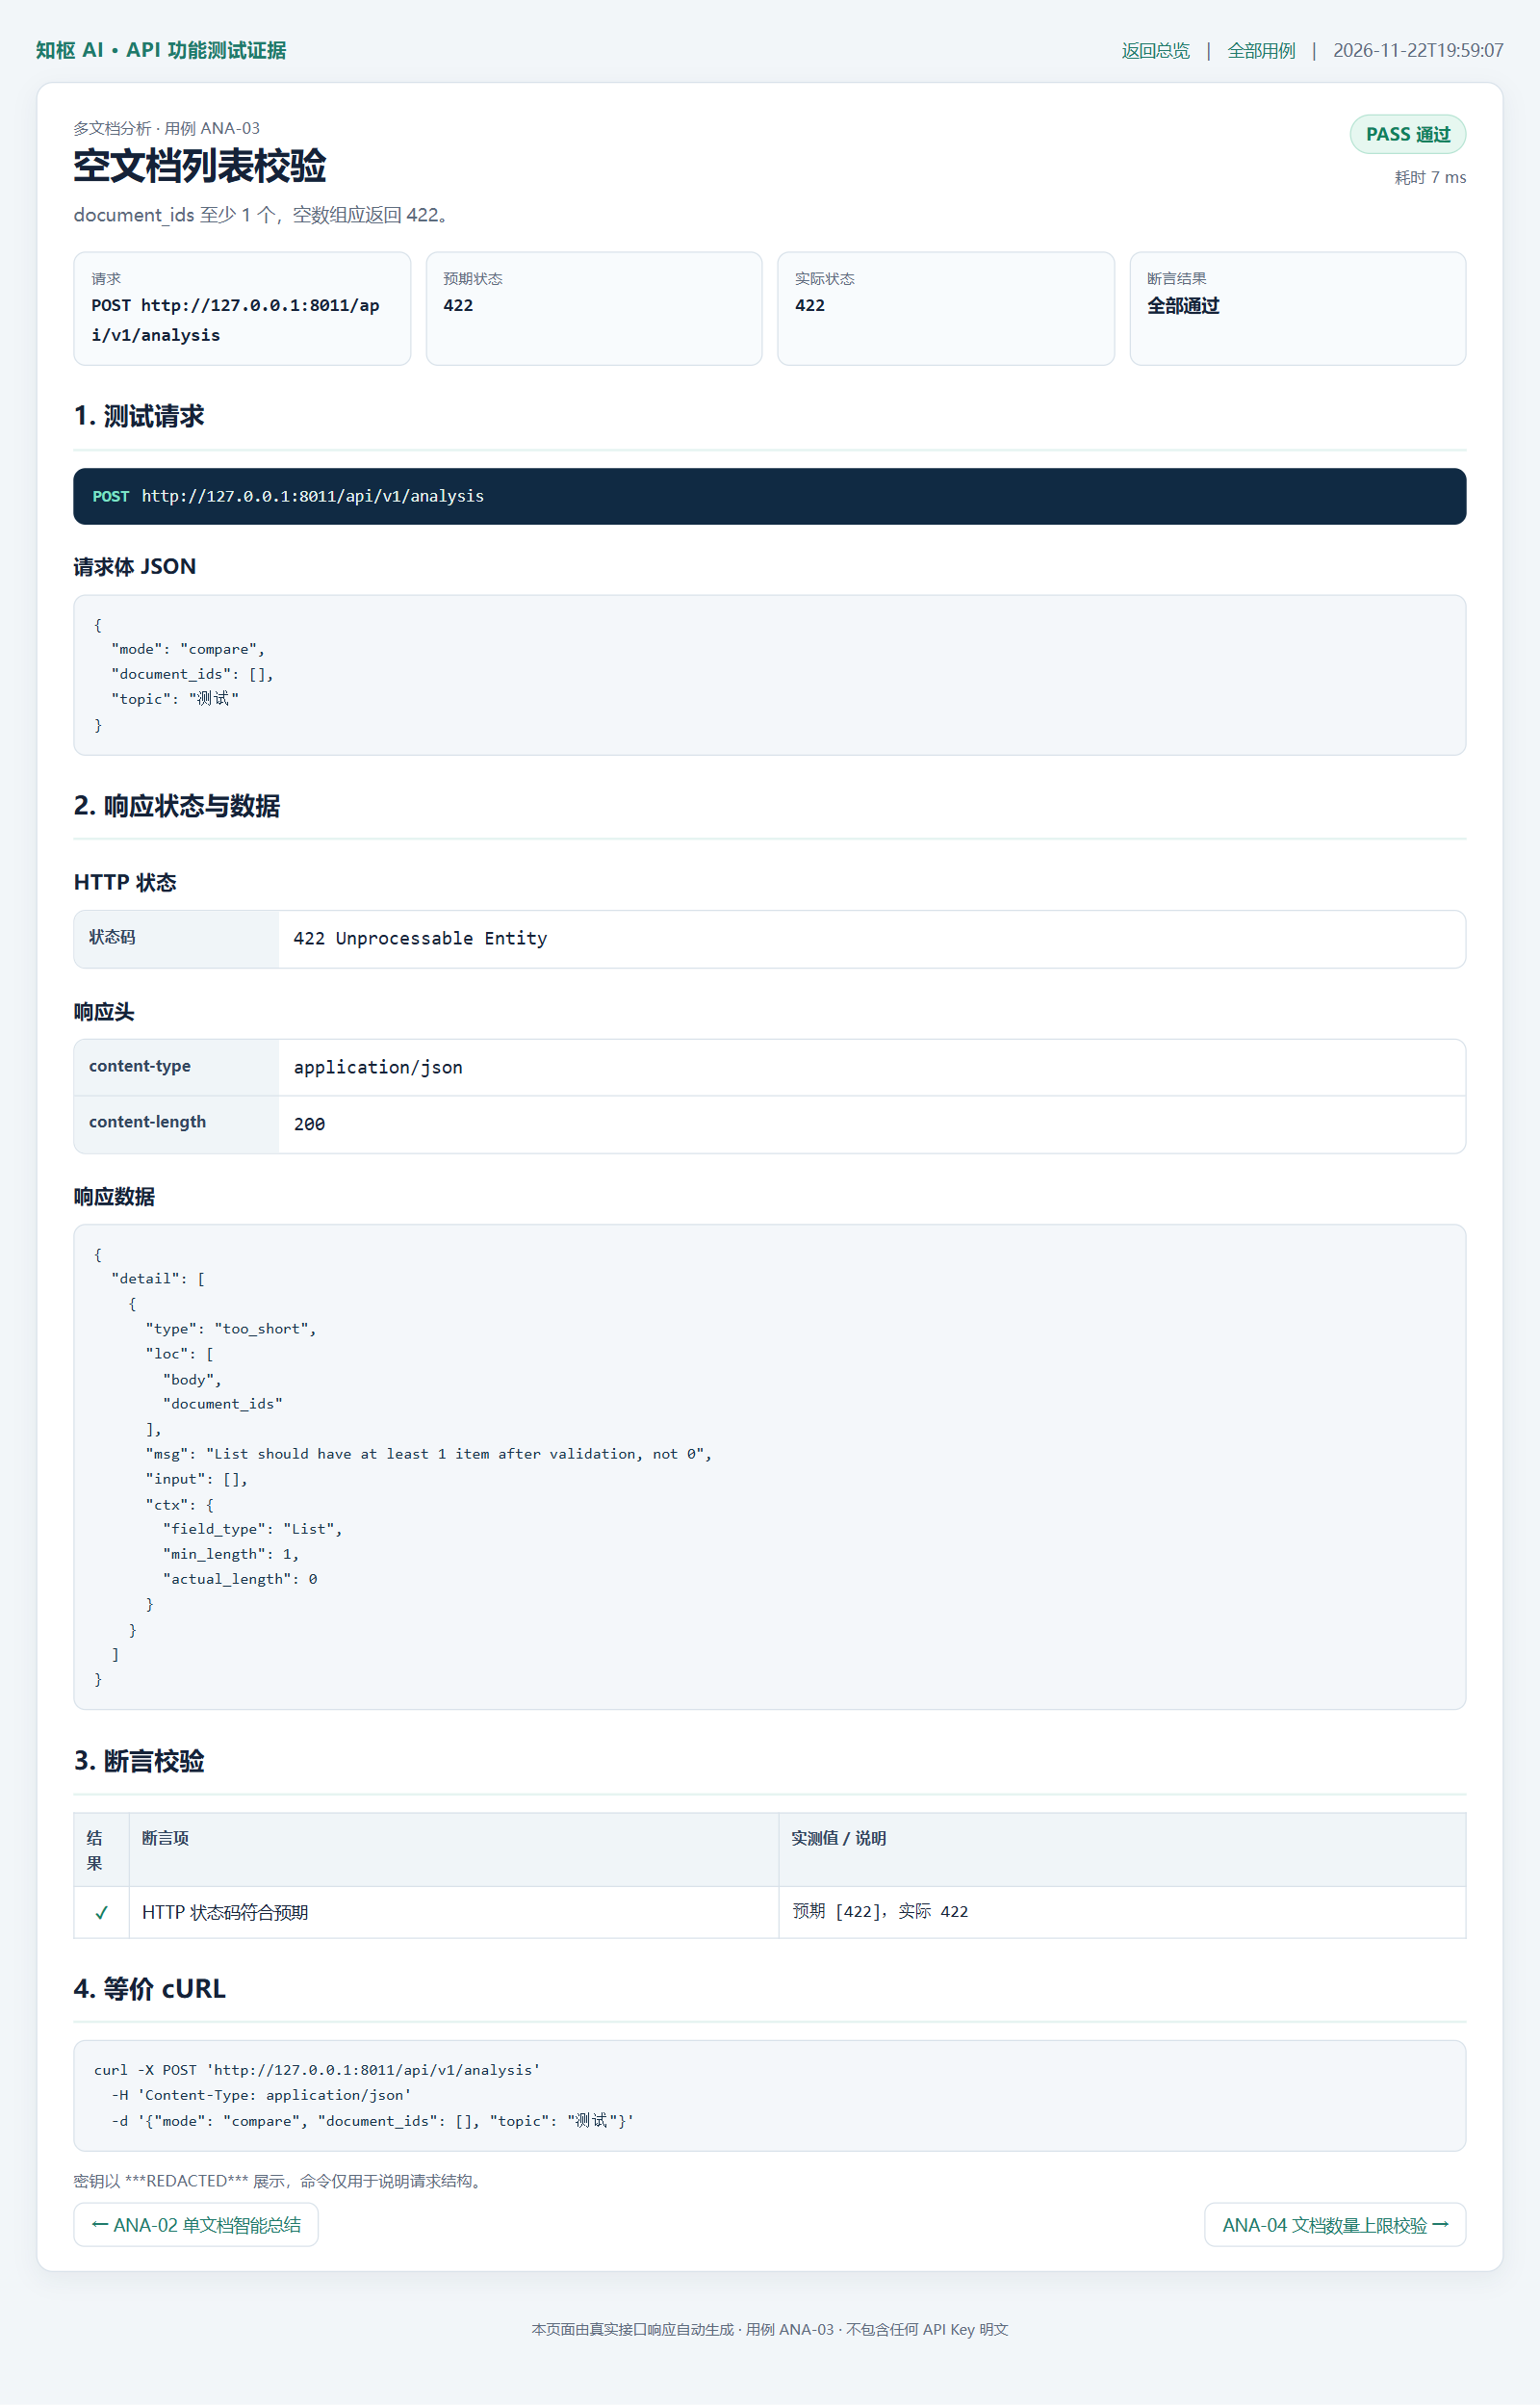 知枢 AI • API 功能测试证据
返回总览 | 全部用例 | 2026-11-22T19:59:07
多文档分析 · 用例 ANA-03
PASS 通过
空文档列表校验
耗时 7 ms
document_ids 至少 1 个，空数组应返回 422。
请求
POST http://127.0.0.1:8011/ap
i/v1/analysis
预期状态
422
实际状态
422
断言结果
全部通过
1. 测试请求
POST http://127.0.0.1:8011/api/v1/analysis
请求体 JSON
{
  "mode": "compare",
  "document_ids": [],
  "topic": "测试"
}
2. 响应状态与数据
HTTP 状态
状态码 422 Unprocessable Entity
响应头
content-type application/json
content-length 200
响应数据
{
  "detail": [
    {
      "type": "too_short",
      "loc": [
        "body",
        "document_ids"
      ],
      "msg": "List should have at least 1 item after validation, not 0",
      "input": [],
      "ctx": {
        "field_type": "List",
        "min_length": 1,
        "actual_length": 0
      }
    }
  ]
}
3. 断言校验
结
果
断言项
实测值 / 说明
✓ HTTP 状态码符合预期 预期 [422]，实际 422
4. 等价 cURL
curl -X POST 'http://127.0.0.1:8011/api/v1/analysis'
  -H 'Content-Type: application/json'
  -d '{"mode": "compare", "document_ids": [], "topic": "测试"}'
密钥以 ***REDACTED*** 展示，命令仅用于说明请求结构。
← ANA-02 单文档智能总结
ANA-04 文档数量上限校验 →
本页面由真实接口响应自动生成 · 用例 ANA-03 · 不包含任何 API Key 明文